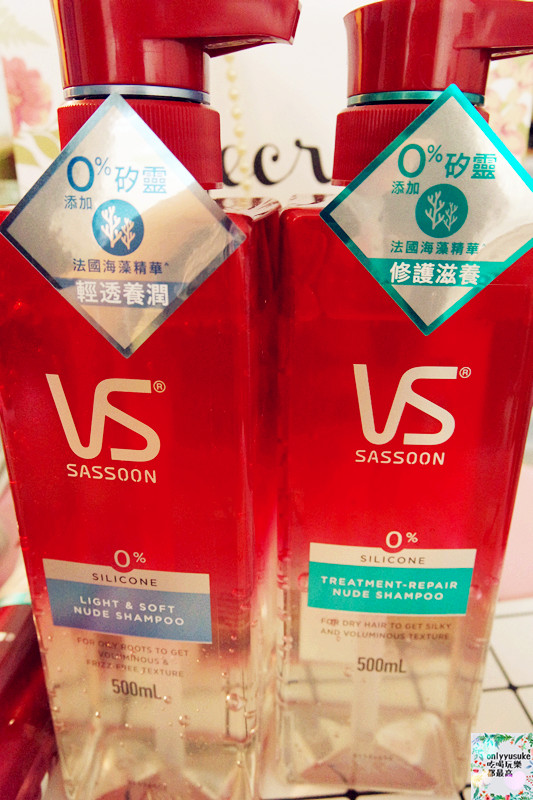 ecr
0%矽靈
添加
法國海藻精華^
輕透養潤
VS®
SASSOON
0%
SILICONE
LIGHT & SOFT
NUDE SHAMPOO
FOR DRY ROOTS TO GET
VOLUMINOUS &
FRIZZ-FREE TEXTURE
500mL
0%矽靈
添加
法國海藻精華^
修護滋養
VS®
SASSOON
0%
SILICONE
TREATMENT-REPAIR
NUDE SHAMPOO
FOR DRY HAIR TO GET SILKY
AND VOLUMINOUS TEXTURE
500mL
onlyyusuke
吃喝玩樂
都最高